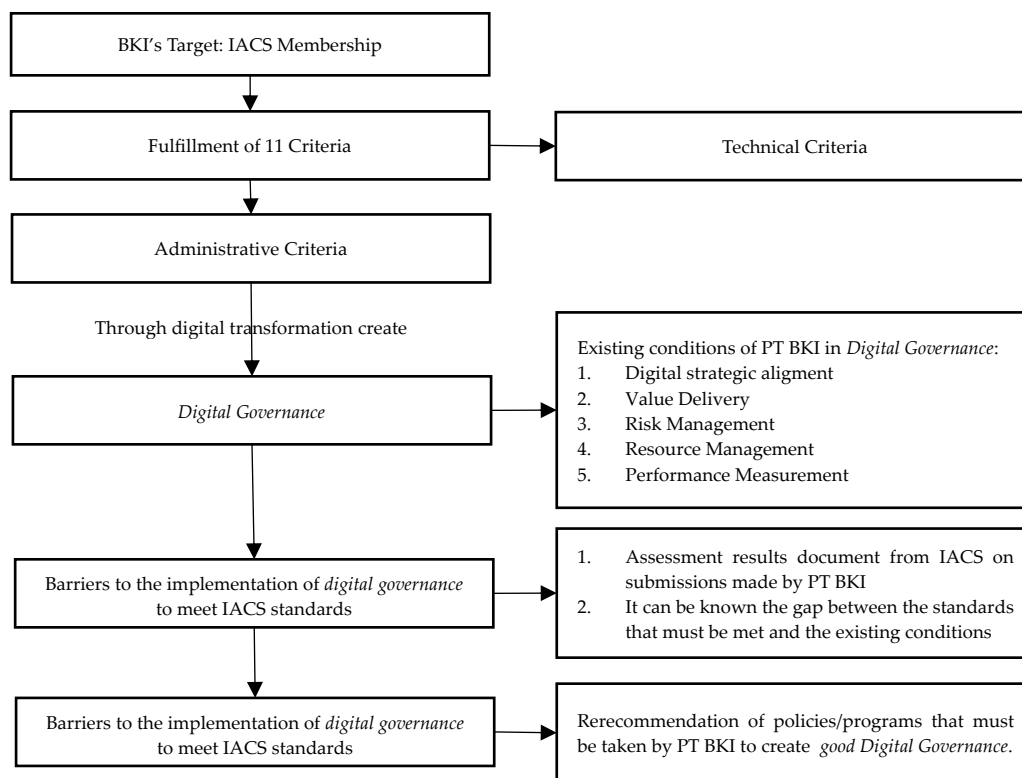 BKI's Target: IACS Membership
Fulfillment of 11 Criteria
Technical Criteria
Administrative Criteria
Through digital transformation create
Digital Governance
Existing conditions of PT BKI in Digital Governance:
1. Digital strategic aligment
2. Value Delivery
3. Risk Management
4. Resource Management
5. Performance Measurement
Barriers to the implementation of digital governance
to meet IACS standards
1. Assessment results document from IACS on
submissions made by PT BKI
2. It can be known the gap between the standards
that must be met and the existing conditions
Barriers to the implementation of digital governance
to meet IACS standards
Rerecommendation of policies/programs that must
be taken by PT BKI to create good Digital Governance.